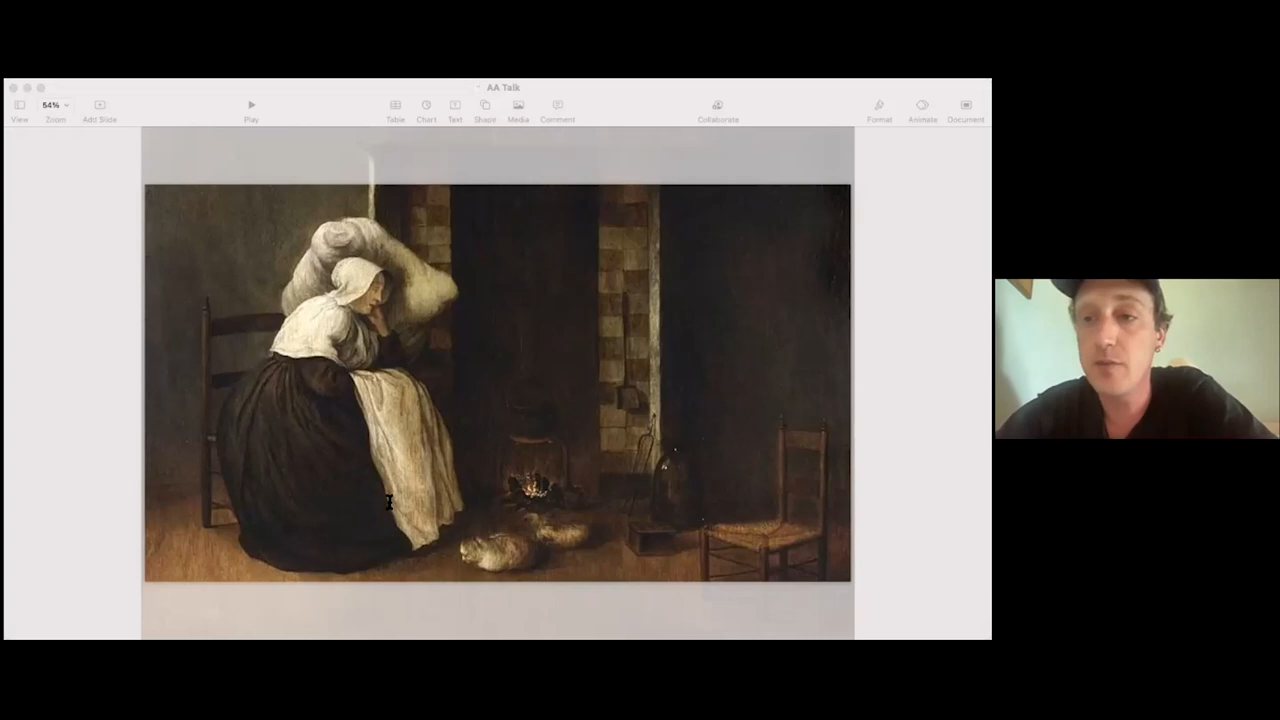 AA Talk
54%
View Zoom Add Slide Play Table Chart Text Shape Media Comment Collaborate Format Animate Document